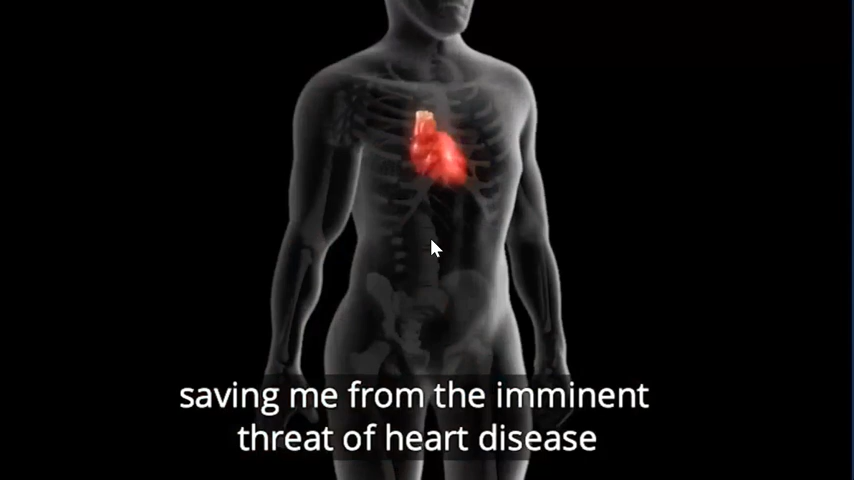 saving me from the imminent
threat of heart disease